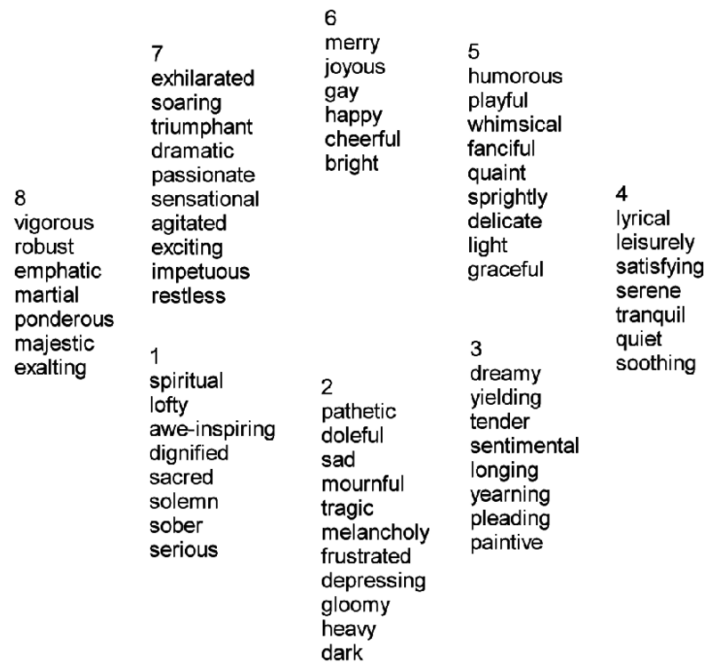 6
merry
joyous
gay
happy
cheerful
bright
7
exhilarated
soaring
triumphant
dramatic
passionate
sensational
agitated
exciting
impetuous
restless
5
humorous
playful
whimsical
fanciful
quaint
sprightly
delicate
light
graceful
8
vigorous
robust
emphatic
martial
ponderous
majestic
exalting
4
lyrical
leisurely
satisfying
serene
tranquil
quiet
soothing
1
spiritual
lofty
awe-inspiring
dignified
sacred
solemn
sober
serious
2
pathetic
doleful
sad
mournful
tragic
melancholy
frustrated
depressing
gloomy
heavy
dark
3
dreamy
yielding
tender
sentimental
longing
yearning
pleading
paintive